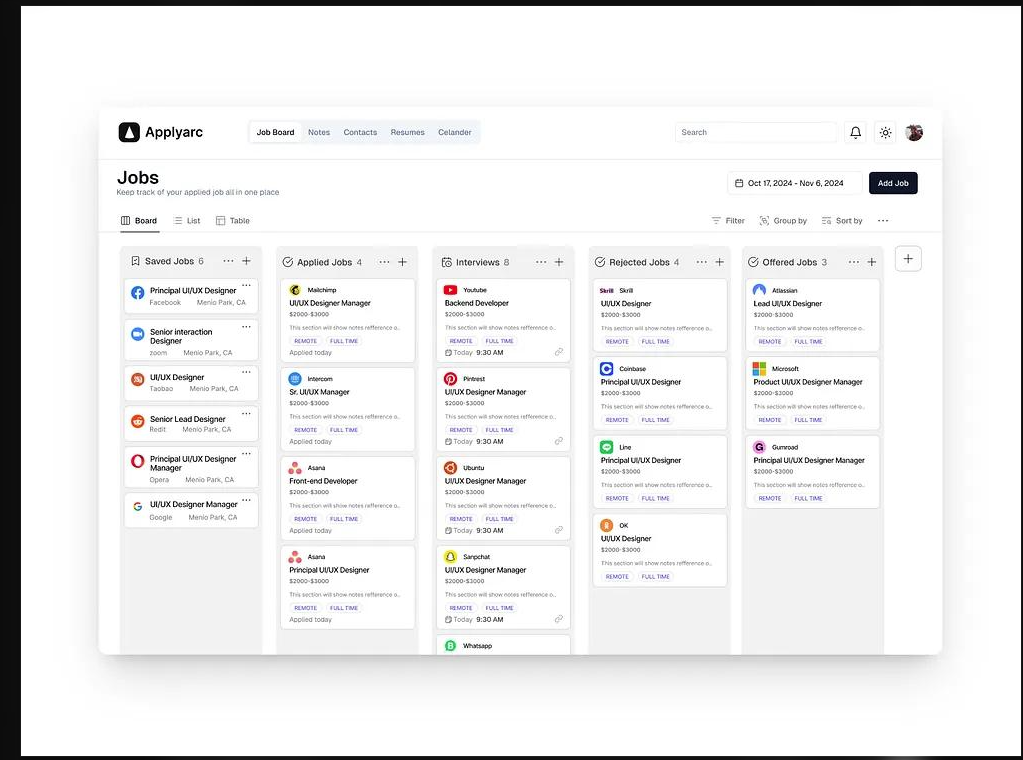 Applyarc
Job Board Notes Contacts Resumes Celander
Search
Jobs
Keep track of your applied job all in one place
Oct 17, 2024 - Nov 6, 2024
Add Job
Board List Table
Filter Group by Sort by
Saved Jobs 6
Principal UI/UX Designer
Facebook Menio Park, CA
Senior interaction
Designer
zoom Menio Park, CA
UI/UX Designer
Taobao Menio Park, CA
Senior Lead Designer
Redit Menio Park, CA
Principal UI/UX Designer
Manager
Opera Menio Park, CA
UI/UX Designer Manager
Google Menio Park, CA
Applied Jobs 4
Mailchimp
UI/UX Designer Manager
$2000-$3000
This section will show notes refference o..
REMOTE FULL TIME
Applied today
Intercom
Sr. UI/UX Manager
$2000-$3000
This section will show notes refference o..
REMOTE FULL TIME
Applied today
Asana
Front-end Developer
$2000-$3000
This section will show notes refference o..
REMOTE FULL TIME
Applied today
Asana
Principal UI/UX Designer
$2000-$3000
This section will show notes refference o..
REMOTE FULL TIME
Applied today
Interviews 8
Youtube
Backend Developer
$2000-$3000
This section will show notes refference o..
REMOTE FULL TIME
Today 9:30 AM
Pintrest
UI/UX Designer Manager
$2000-$3000
This section will show notes refference o..
REMOTE FULL TIME
Today 9:30 AM
Ubuntu
UI/UX Designer Manager
$2000-$3000
This section will show notes refference o..
REMOTE FULL TIME
Today 9:30 AM
Sanpchat
UI/UX Designer Manager
$2000-$3000
This section will show notes refference o..
REMOTE FULL TIME
Today 9:30 AM
Whatsapp
Rejected Jobs 4
Skrill Skrill
UI/UX Designer
$2000-$3000
This section will show notes refference o..
REMOTE FULL TIME
Coinbase
Principal UI/UX Designer
$2000-$3000
This section will show notes refference o..
REMOTE FULL TIME
Line
Principal UI/UX Designer
$2000-$3000
This section will show notes refference o..
REMOTE FULL TIME
OK
UI/UX Designer
$2000-$3000
This section will show notes refference o..
REMOTE FULL TIME
Offered Jobs 3
Atlassian
Lead UI/UX Designer
$2000-$3000
This section will show notes refference o..
REMOTE FULL TIME
Microsoft
Product UI/UX Designer Manager
$2000-$3000
This section will show notes refference o..
REMOTE FULL TIME
Gumroad
Principal UI/UX Designer Manager
$2000-$3000
This section will show notes refference o..
REMOTE FULL TIME